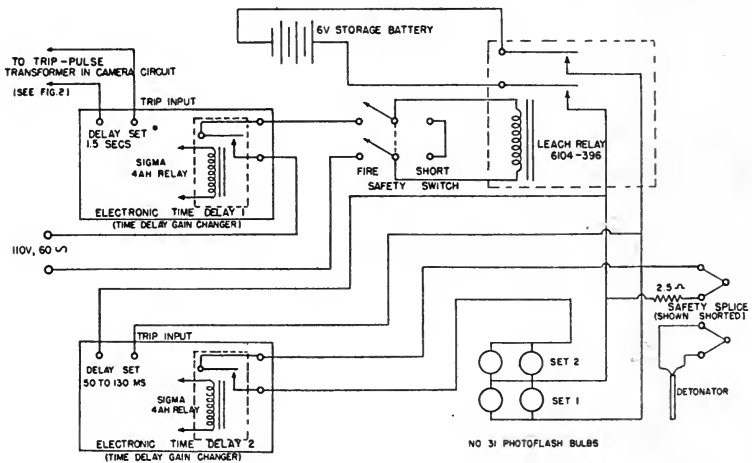 6V STORAGE BATTERY
TO TRIP-PULSE
TRANSFORMER IN CAMERA CIRCUIT
(SEE FIG.2)
TRIP INPUT
DELAY SET *
1.5 SECS
SIGMA
4AH RELAY
ELECTRONIC TIME DELAY 1
(TIME DELAY GAIN CHANGER)
FIRE
SHORT
SAFETY SWITCH
LEACH RELAY
6104-396
110V, 60 ∿
TRIP INPUT
DELAY SET
50 TO 130 MS
SIGMA
4AH RELAY
ELECTRONIC TIME DELAY 2
(TIME DELAY GAIN CHANGER)
SET 2
SET 1
NO 31 PHOTOFLASH BULBS
2.5 Ω
SAFETY SPLICE
(SHOWN SHORTED)
DETONATOR